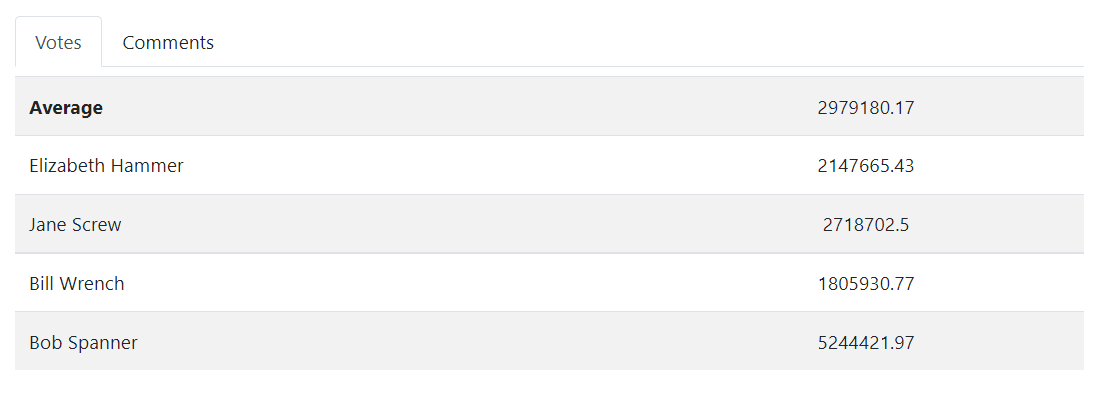 Votes Comments
Average 2979180.17
Elizabeth Hammer 2147665.43
Jane Screw 2718702.5
Bill Wrench 1805930.77
Bob Spanner 5244421.97